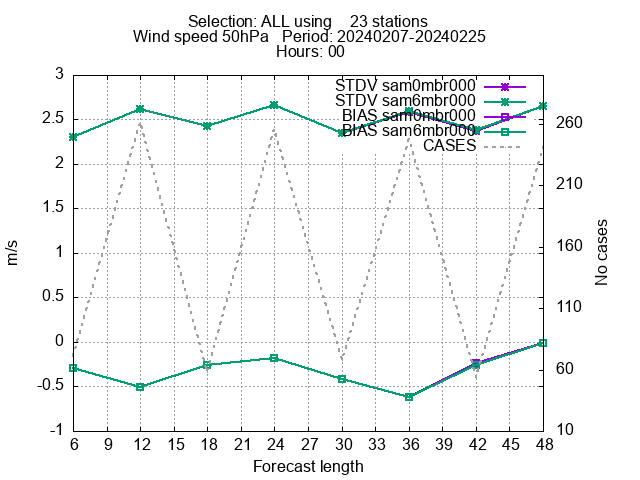 Selection: ALL using 23 stations
Wind speed 50hPa Period: 20240207-20240225
Hours: 00
STDV sam0mbr000
STDV sam6mbr000
BIAS sam0mbr000
BIAS sam6mbr000
CASES
3
2.5
2
1.5
1
0.5
0
-0.5
-1
m/s
260
210
160
110
60
10
No cases
6 9 12 15 18 21 24 27 30 33 36 39 42 45 48
Forecast length